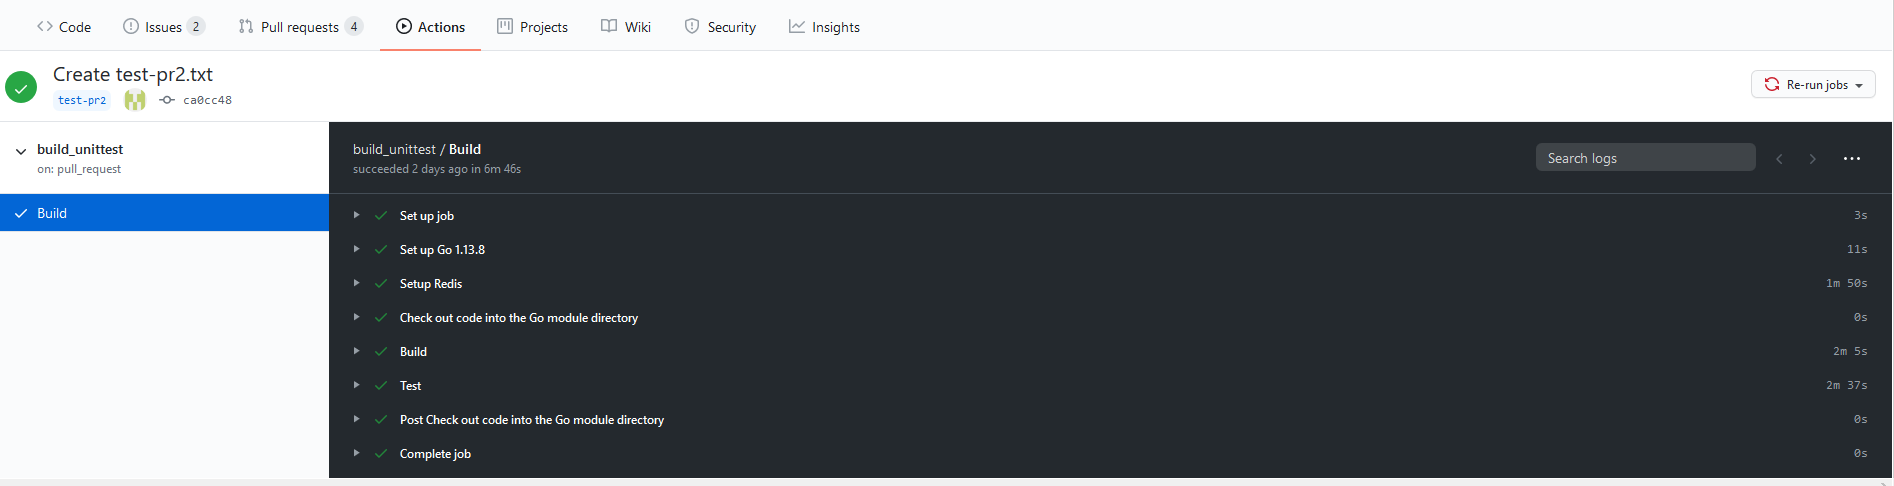 Code Issues 2 Pull requests 4 Actions Projects Wiki Security Insights
Create test-pr2.txt
test-pr2 ca0cc48
Re-run jobs
build_unittest
on: pull_request
Build
build_unittest / Build
succeeded 2 days ago in 6m 46s
Search logs
Set up job 3s
Set up Go 1.13.8 11s
Setup Redis 1m 50s
Check out code into the Go module directory 0s
Build 2m 5s
Test 2m 37s
Post Check out code into the Go module directory 0s
Complete job 0s